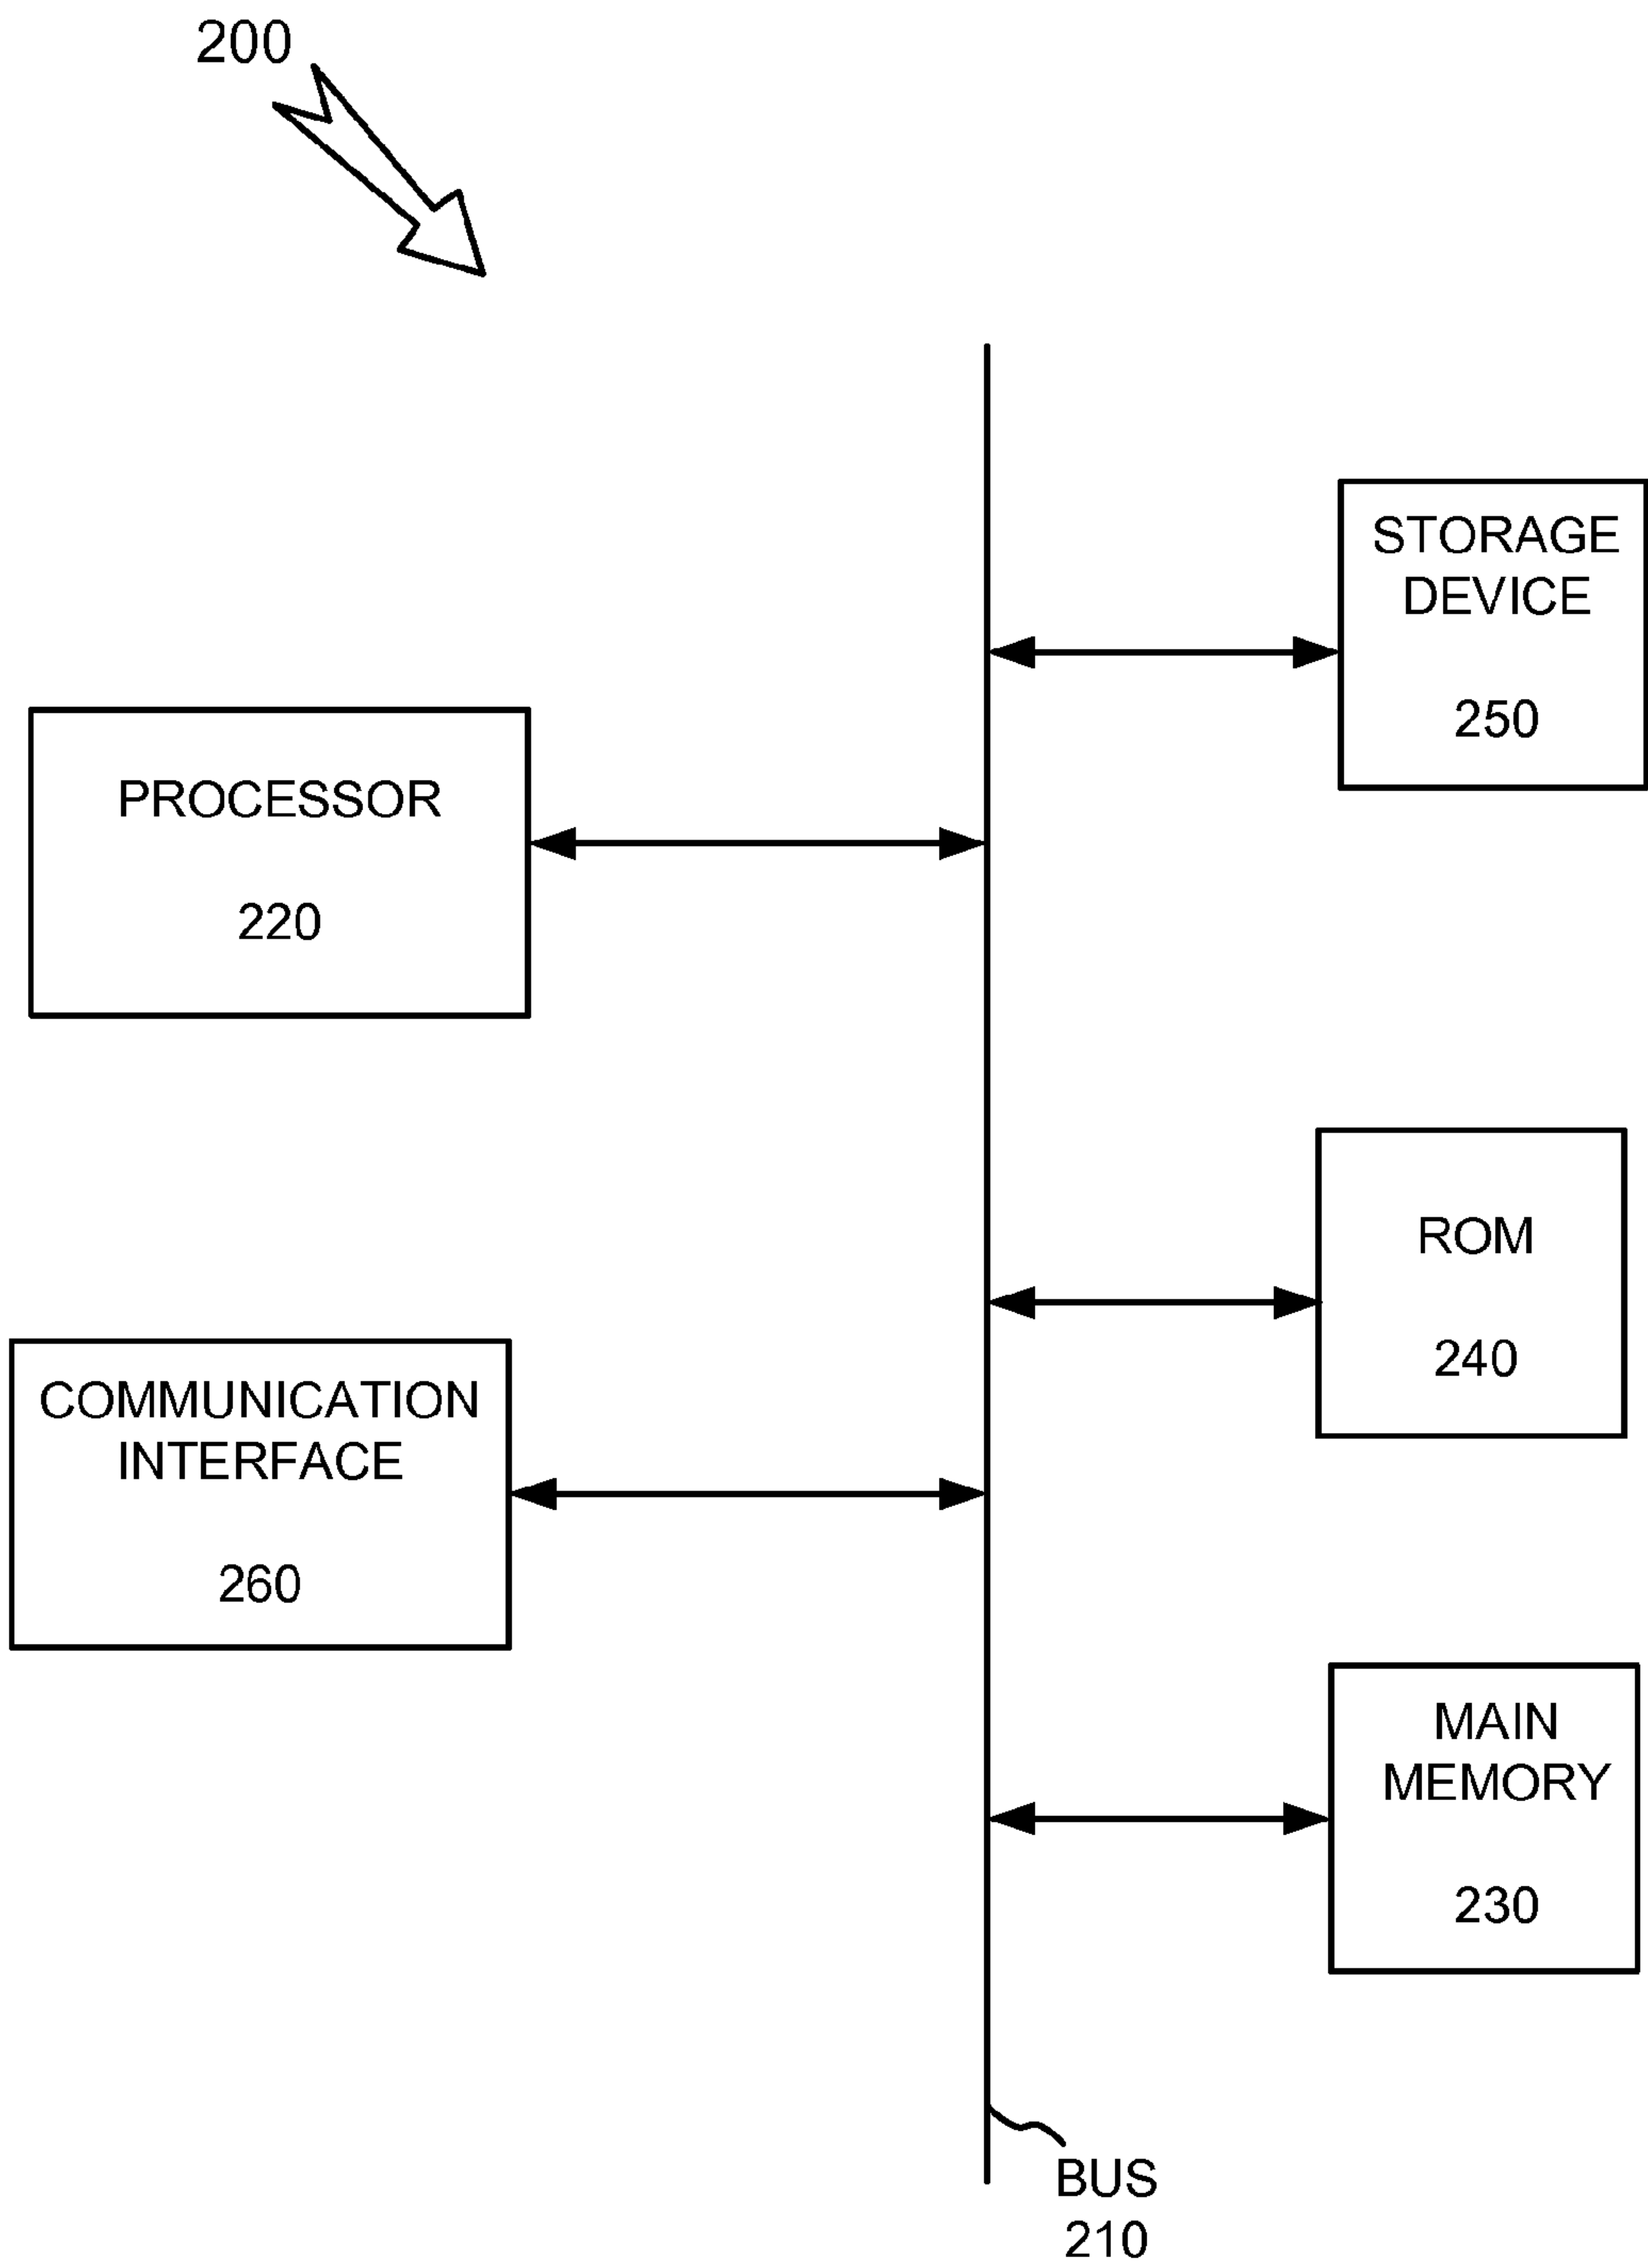 200
STORAGE
DEVICE
250
PROCESSOR
220
ROM
240
COMMUNICATION
INTERFACE
260
MAIN
MEMORY
230
BUS
210